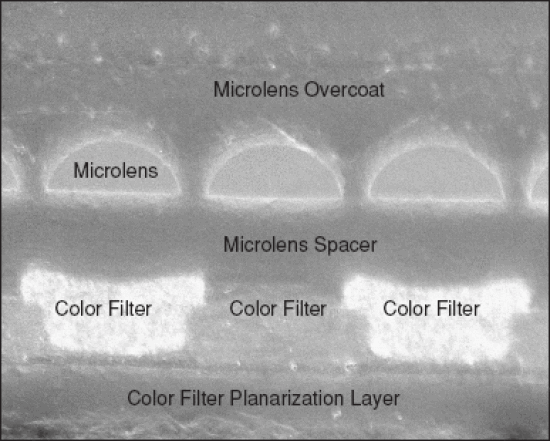 Microlens Overcoat
Microlens
Microlens Spacer
Color Filter
Color Filter
Color Filter
Color Filter Planarization Layer